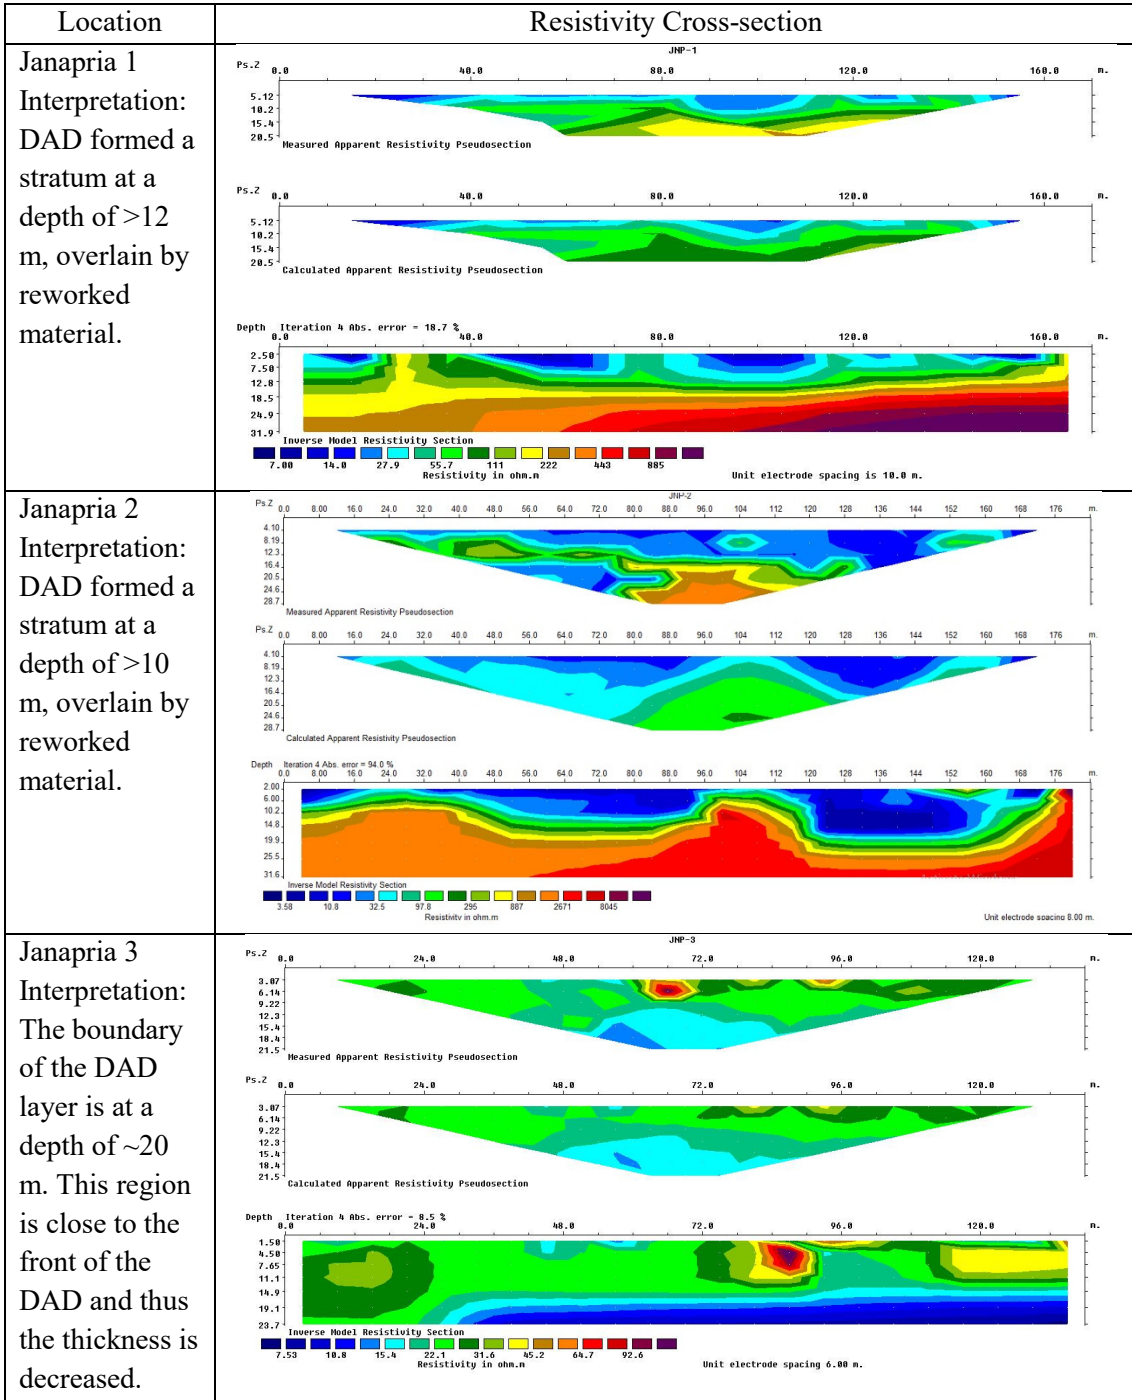 Location
Resistivity Cross-section
Janapria 1
Interpretation:
DAD formed a
stratum at a
depth of >12
m, overlain by
reworked
material.
JNP-1
Ps.Z 0.0 40.0 80.0 120.0 160.0 m.
5.12
10.2
15.4
20.5
Measured Apparent Resistivity Pseudosection
Ps.Z 0.0 40.0 80.0 120.0 160.0 m.
5.12
10.2
15.4
20.5
Calculated Apparent Resistivity Pseudosection
Depth Iteration 4 Abs. error = 18.7 %
0.0 40.0 80.0 120.0 160.0 m.
2.50
7.50
12.8
18.5
24.9
31.9
Inverse Model Resistivity Section
7.00 14.0 27.9 55.7 111 222 443 885
Resistivity in ohm.m
Unit electrode spacing is 10.0 m.
Janapria 2
Interpretation:
DAD formed a
stratum at a
depth of >10
m, overlain by
reworked
material.
JNP-2
Ps.Z 0.0 8.00 16.0 24.0 32.0 40.0 48.0 56.0 64.0 72.0 80.0 88.0 96.0 104 112 120 128 136 144 152 160 168 176 m.
4.10
8.19
12.3
16.4
20.5
24.6
28.7
Measured Apparent Resistivity Pseudosection
Ps.Z 0.0 8.00 16.0 24.0 32.0 40.0 48.0 56.0 64.0 72.0 80.0 88.0 96.0 104 112 120 128 136 144 152 160 168 176 m.
4.10
8.19
12.3
16.4
20.5
24.6
28.7
Calculated Apparent Resistivity Pseudosection
Depth Iteration 4 Abs. error = 94.0 %
0.0 8.00 16.0 24.0 32.0 40.0 48.0 56.0 64.0 72.0 80.0 88.0 96.0 104 112 120 128 136 144 152 160 168 176 m.
2.00
6.00
10.2
14.8
19.9
25.5
31.6
Inverse Model Resistivity Section
3.58 10.8 32.5 97.8 295 887 2671 8045
Resistivity in ohm.m
Unit electrode spacing 8.00 m.
Janapria 3
Interpretation:
The boundary
of the DAD
layer is at a
depth of ~20
m. This region
is close to the
front of the
DAD and thus
the thickness is
decreased.
JNP-3
Ps.Z 0.0 24.0 48.0 72.0 96.0 120.0 m.
3.07
6.14
9.22
12.3
15.4
18.4
21.5
Measured Apparent Resistivity Pseudosection
Ps.Z 0.0 24.0 48.0 72.0 96.0 120.0 m.
3.07
6.14
9.22
12.3
15.4
18.4
21.5
Calculated Apparent Resistivity Pseudosection
Depth Iteration 4 Abs. error = 8.5 %
0.0 24.0 48.0 72.0 96.0 120.0 m.
1.50
4.50
7.65
11.1
14.9
19.1
23.7
Inverse Model Resistivity Section
7.53 10.8 15.4 22.1 31.6 45.2 64.7 92.6
Resistivity in ohm.m
Unit electrode spacing 6.00 m.